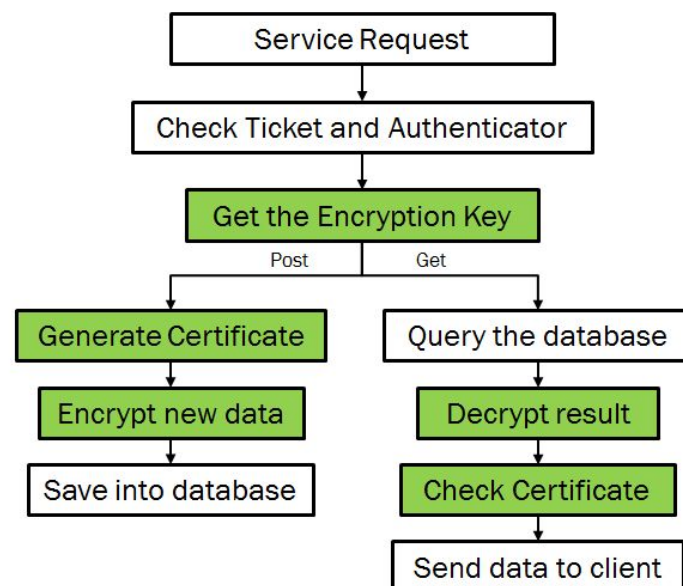 Service Request
Check Ticket and Authenticator
Get the Encryption Key
Post
Get
Generate Certificate
Encrypt new data
Save into database
Query the database
Decrypt result
Check Certificate
Send data to client